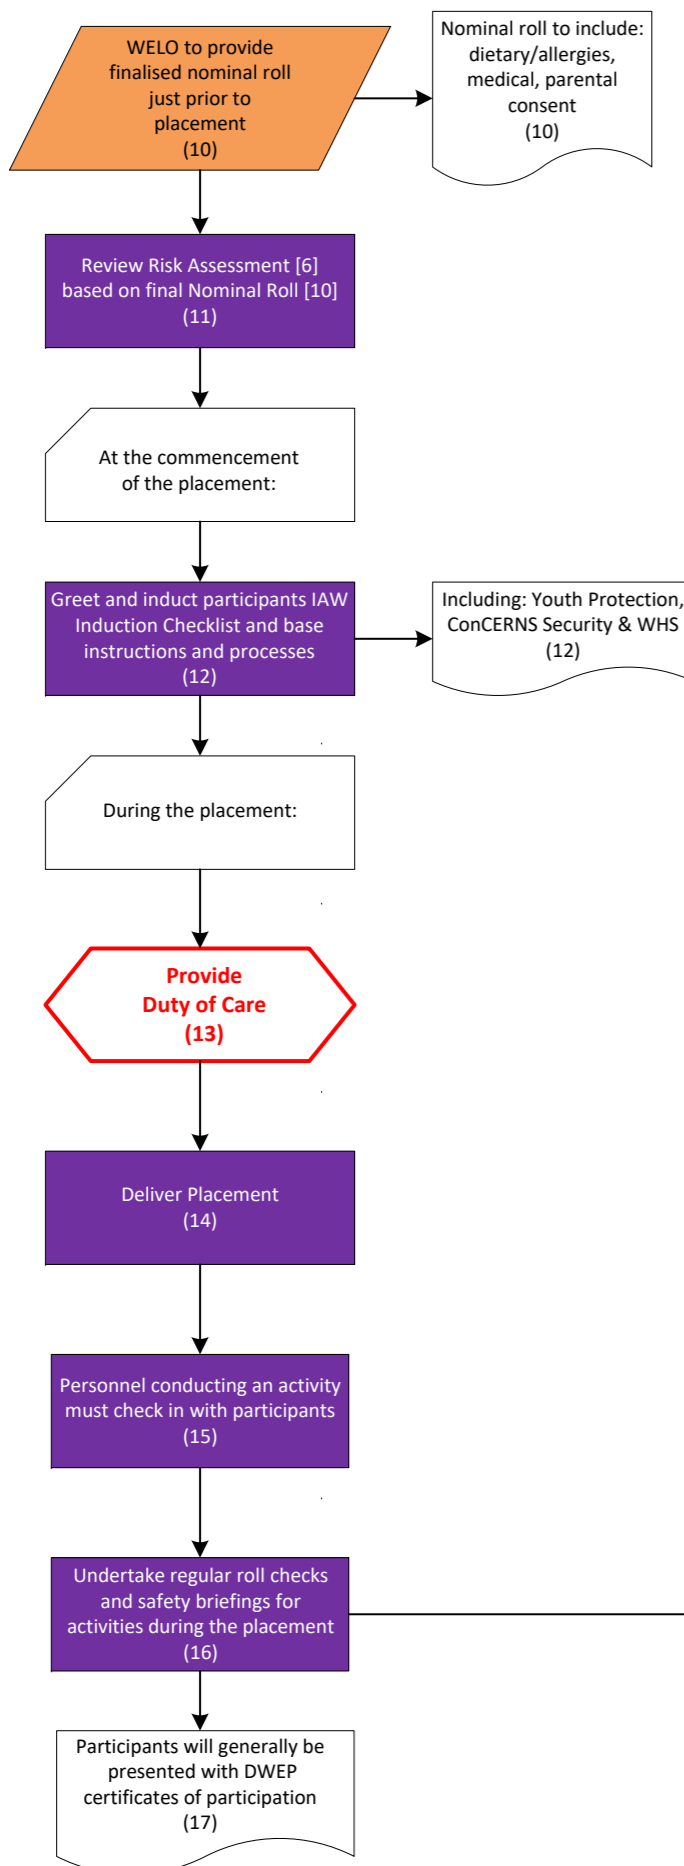 WELO to provide
finalised nominal roll
just prior to
placement
(10)
Nominal roll to include:
dietary/allergies,
medical, parental
consent
(10)
Review Risk Assessment [6]
based on final Nominal Roll [10]
(11)
At the commencement
of the placement:
Greet and induct participants IAW
Induction Checklist and base
instructions and processes
(12)
Including: Youth Protection,
ConCERNS Security & WHS
(12)
During the placement:
Provide
Duty of Care
(13)
Deliver Placement
(14)
Personnel conducting an activity
must check in with participants
(15)
Undertake regular roll checks
and safety briefings for
activities during the placement
(16)
Participants will generally be
presented with DWEP
certificates of participation
(17)